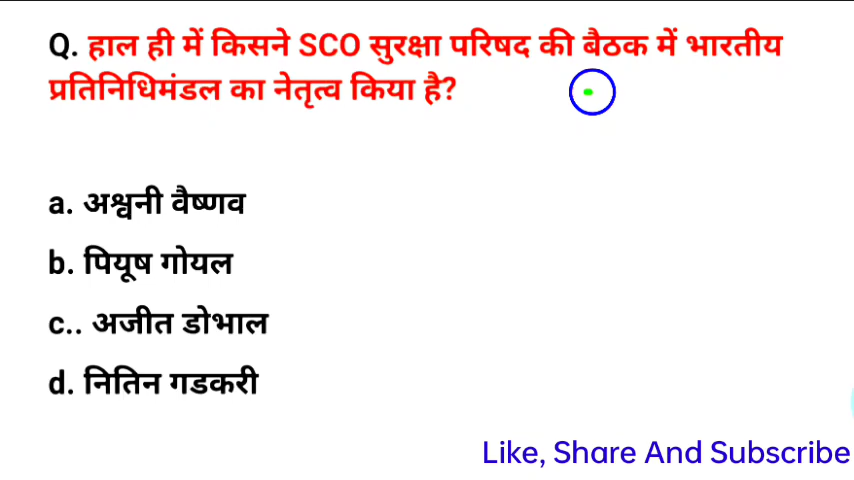 Q. हाल ही में किसने SCO सुरक्षा परिषद की बैठक में भारतीय
प्रतिनिधिमंडल का नेतृत्व किया है?
a. अश्वनी वैष्णव
b. पियूष गोयल
c.. अजीत डोभाल
d. नितिन गडकरी
Like, Share And Subscribe